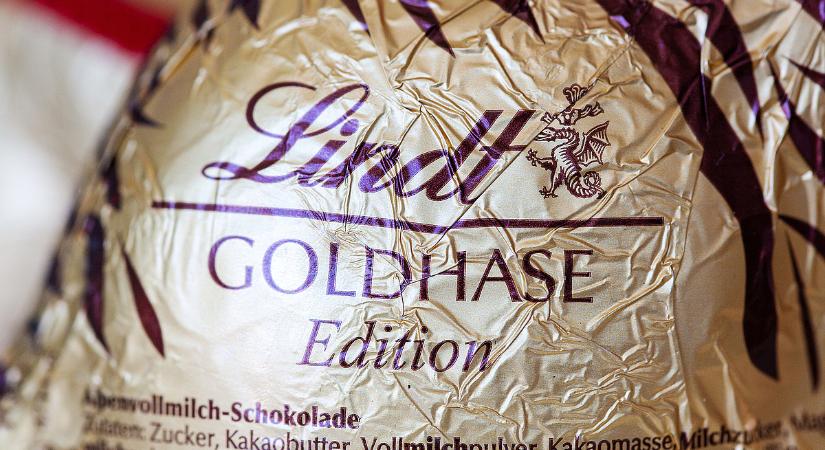 Lindt
GOLDHASE
Edition
Alpenvollmilch-Schokolade
Zutaten: Zucker, Kakaobutter, Vollmilchpulver, Kakaomasse, Milchzucker,